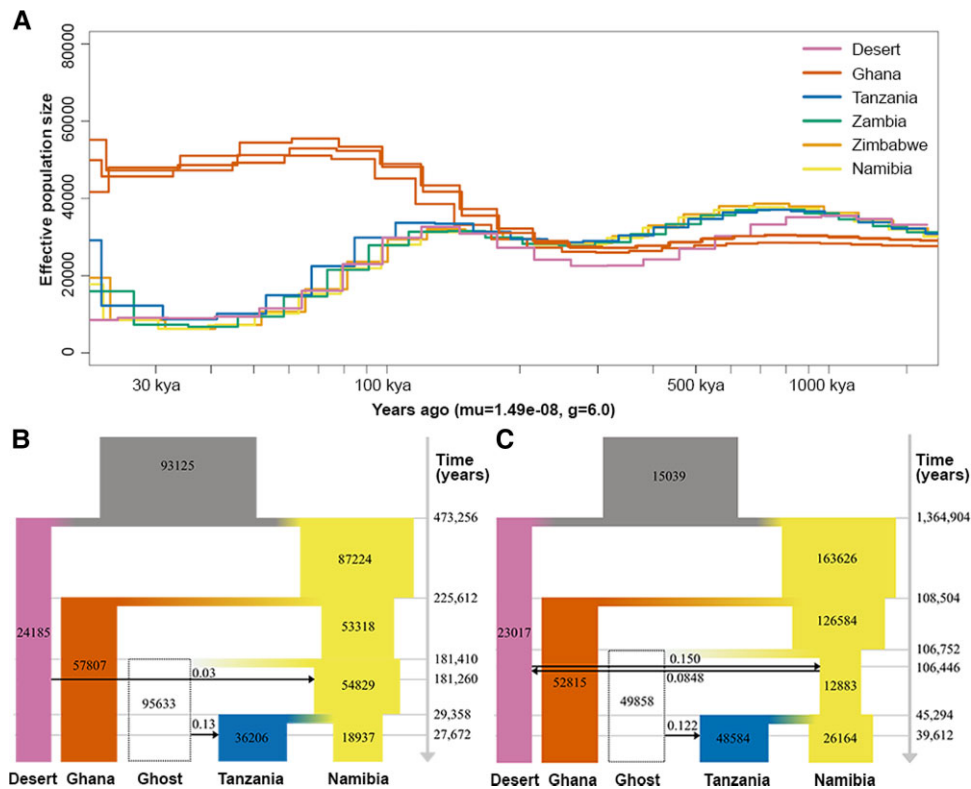 A
Effective population size
80000
60000
40000
20000
0
Desert
Ghana
Tanzania
Zambia
Zimbabwe
Namibia
30 kya
100 kya
500 kya
1000 kya
Years ago (mu=1.49e-08, g=6.0)
B
93125
Time
(years)
473,256
87224
225,612
24185
57807
53318
181,410
0.03
181,260
95633
54829
29,358
0.13
36206
18937
27,672
Desert
Ghana
Ghost
Tanzania
Namibia
C
15039
Time
(years)
1,364,904
163626
108,504
23017
52815
126584
106,752
0.150
106,446
0.0848
49858
12883
45,294
0.122
48584
26164
39,612
Desert
Ghana
Ghost
Tanzania
Namibia